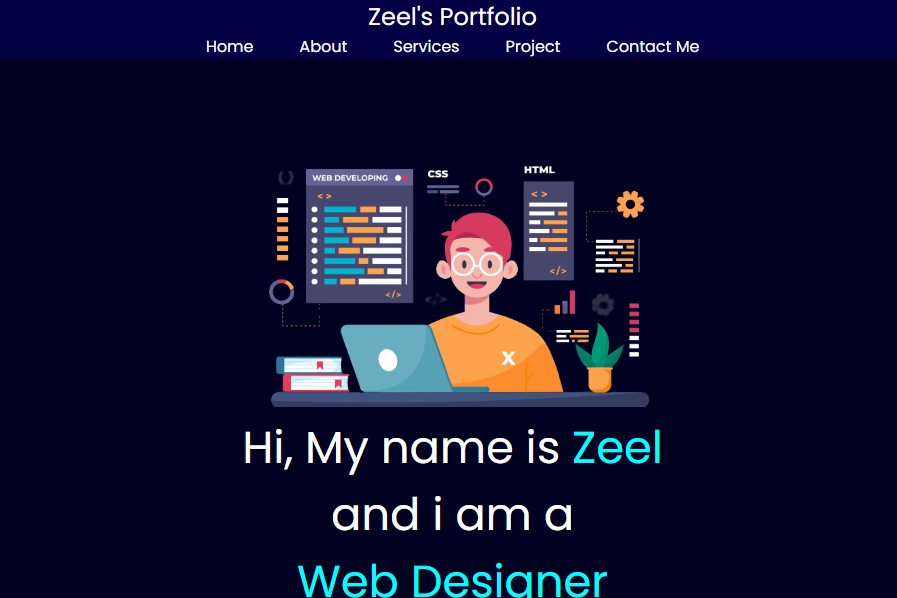 Zeel's Portfolio
Home About Services Project Contact Me
WEB DEVELOPING
CSS
HTML
< >
< >
</>
</>
</>
X
Hi, My name is Zeel
and i am a
Web Designer